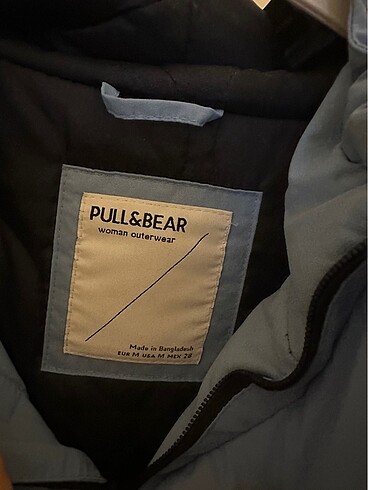 PULL&BEAR
woman outerwear
Made in Bangladesh
EUR M USA M MEX 28